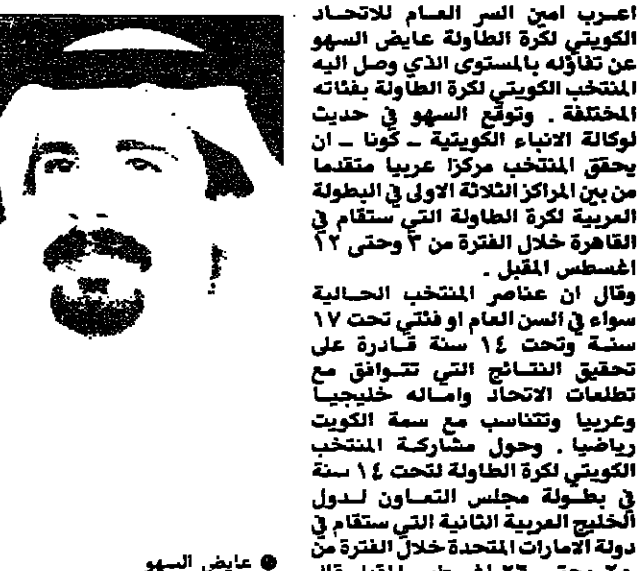 اعرب امين السر العام للاتحاد
الكويتي لكرة الطاولة عايض السهو
عن تفاؤله بالمستوى الذي وصل اليه
المنتخب الكويتي لكرة الطاولة بفئاته
المختلفة . وتوقع السهو في حديث
لوكالة الانباء الكويتية - كونا - ان
يحقق المنتخب مركزا عربيا متقدما
من بين المراكز الثلاثة الاولى في البطولة
العربية لكرة الطاولة التي ستقام في
القاهرة خلال الفترة من ٣ وحتى ١٢
اغسطس المقبل .
وقال ان عناصر المنتخب الحالية
سواء في السن العام او فئتي تحت ١٧
سنة وتحت ١٤ سنة قادرة على
تحقيق النتائج التي تتوافق مع
تطلعات الاتحاد واماله خليجيا
وعربيا وتتناسب مع سمة الكويت
رياضيا . وحول مشاركة المنتخب
الكويتي لكرة الطاولة لتحت ١٤ سنة
في بطولة مجلس التعاون لدول
الخليج العربية الثانية التي ستقام في
دولة الامارات المتحدة خلال الفترة من
● عايض السهو